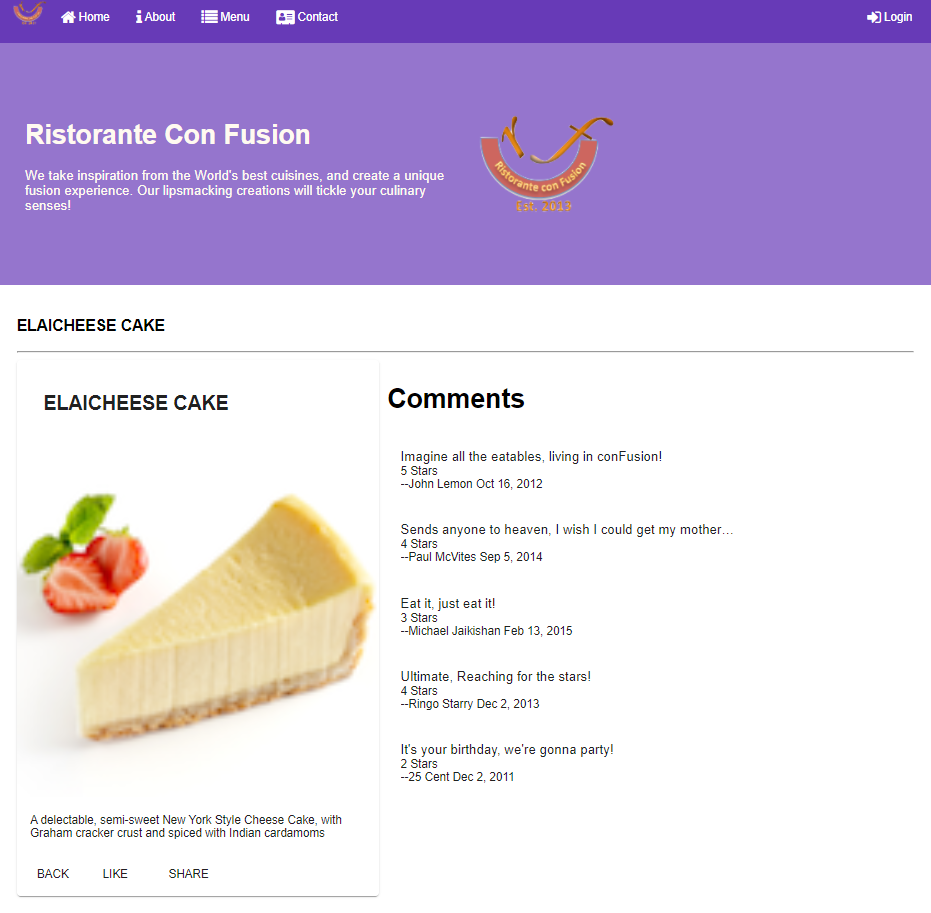 Home About Menu Contact Login
Ristorante Con Fusion
We take inspiration from the World's best cuisines, and create a unique
fusion experience. Our lipsmacking creations will tickle your culinary
senses!
Ristorante con Fusion
Est. 2013
ELAICHEESE CAKE
ELAICHEESE CAKE
A delectable, semi-sweet New York Style Cheese Cake, with
Graham cracker crust and spiced with Indian cardamoms
BACK LIKE SHARE
Comments
Imagine all the eatables, living in conFusion!
5 Stars
--John Lemon Oct 16, 2012
Sends anyone to heaven, I wish I could get my mother…
4 Stars
--Paul McVites Sep 5, 2014
Eat it, just eat it!
3 Stars
--Michael Jaikishan Feb 13, 2015
Ultimate, Reaching for the stars!
4 Stars
--Ringo Starry Dec 2, 2013
It's your birthday, we're gonna party!
2 Stars
--25 Cent Dec 2, 2011